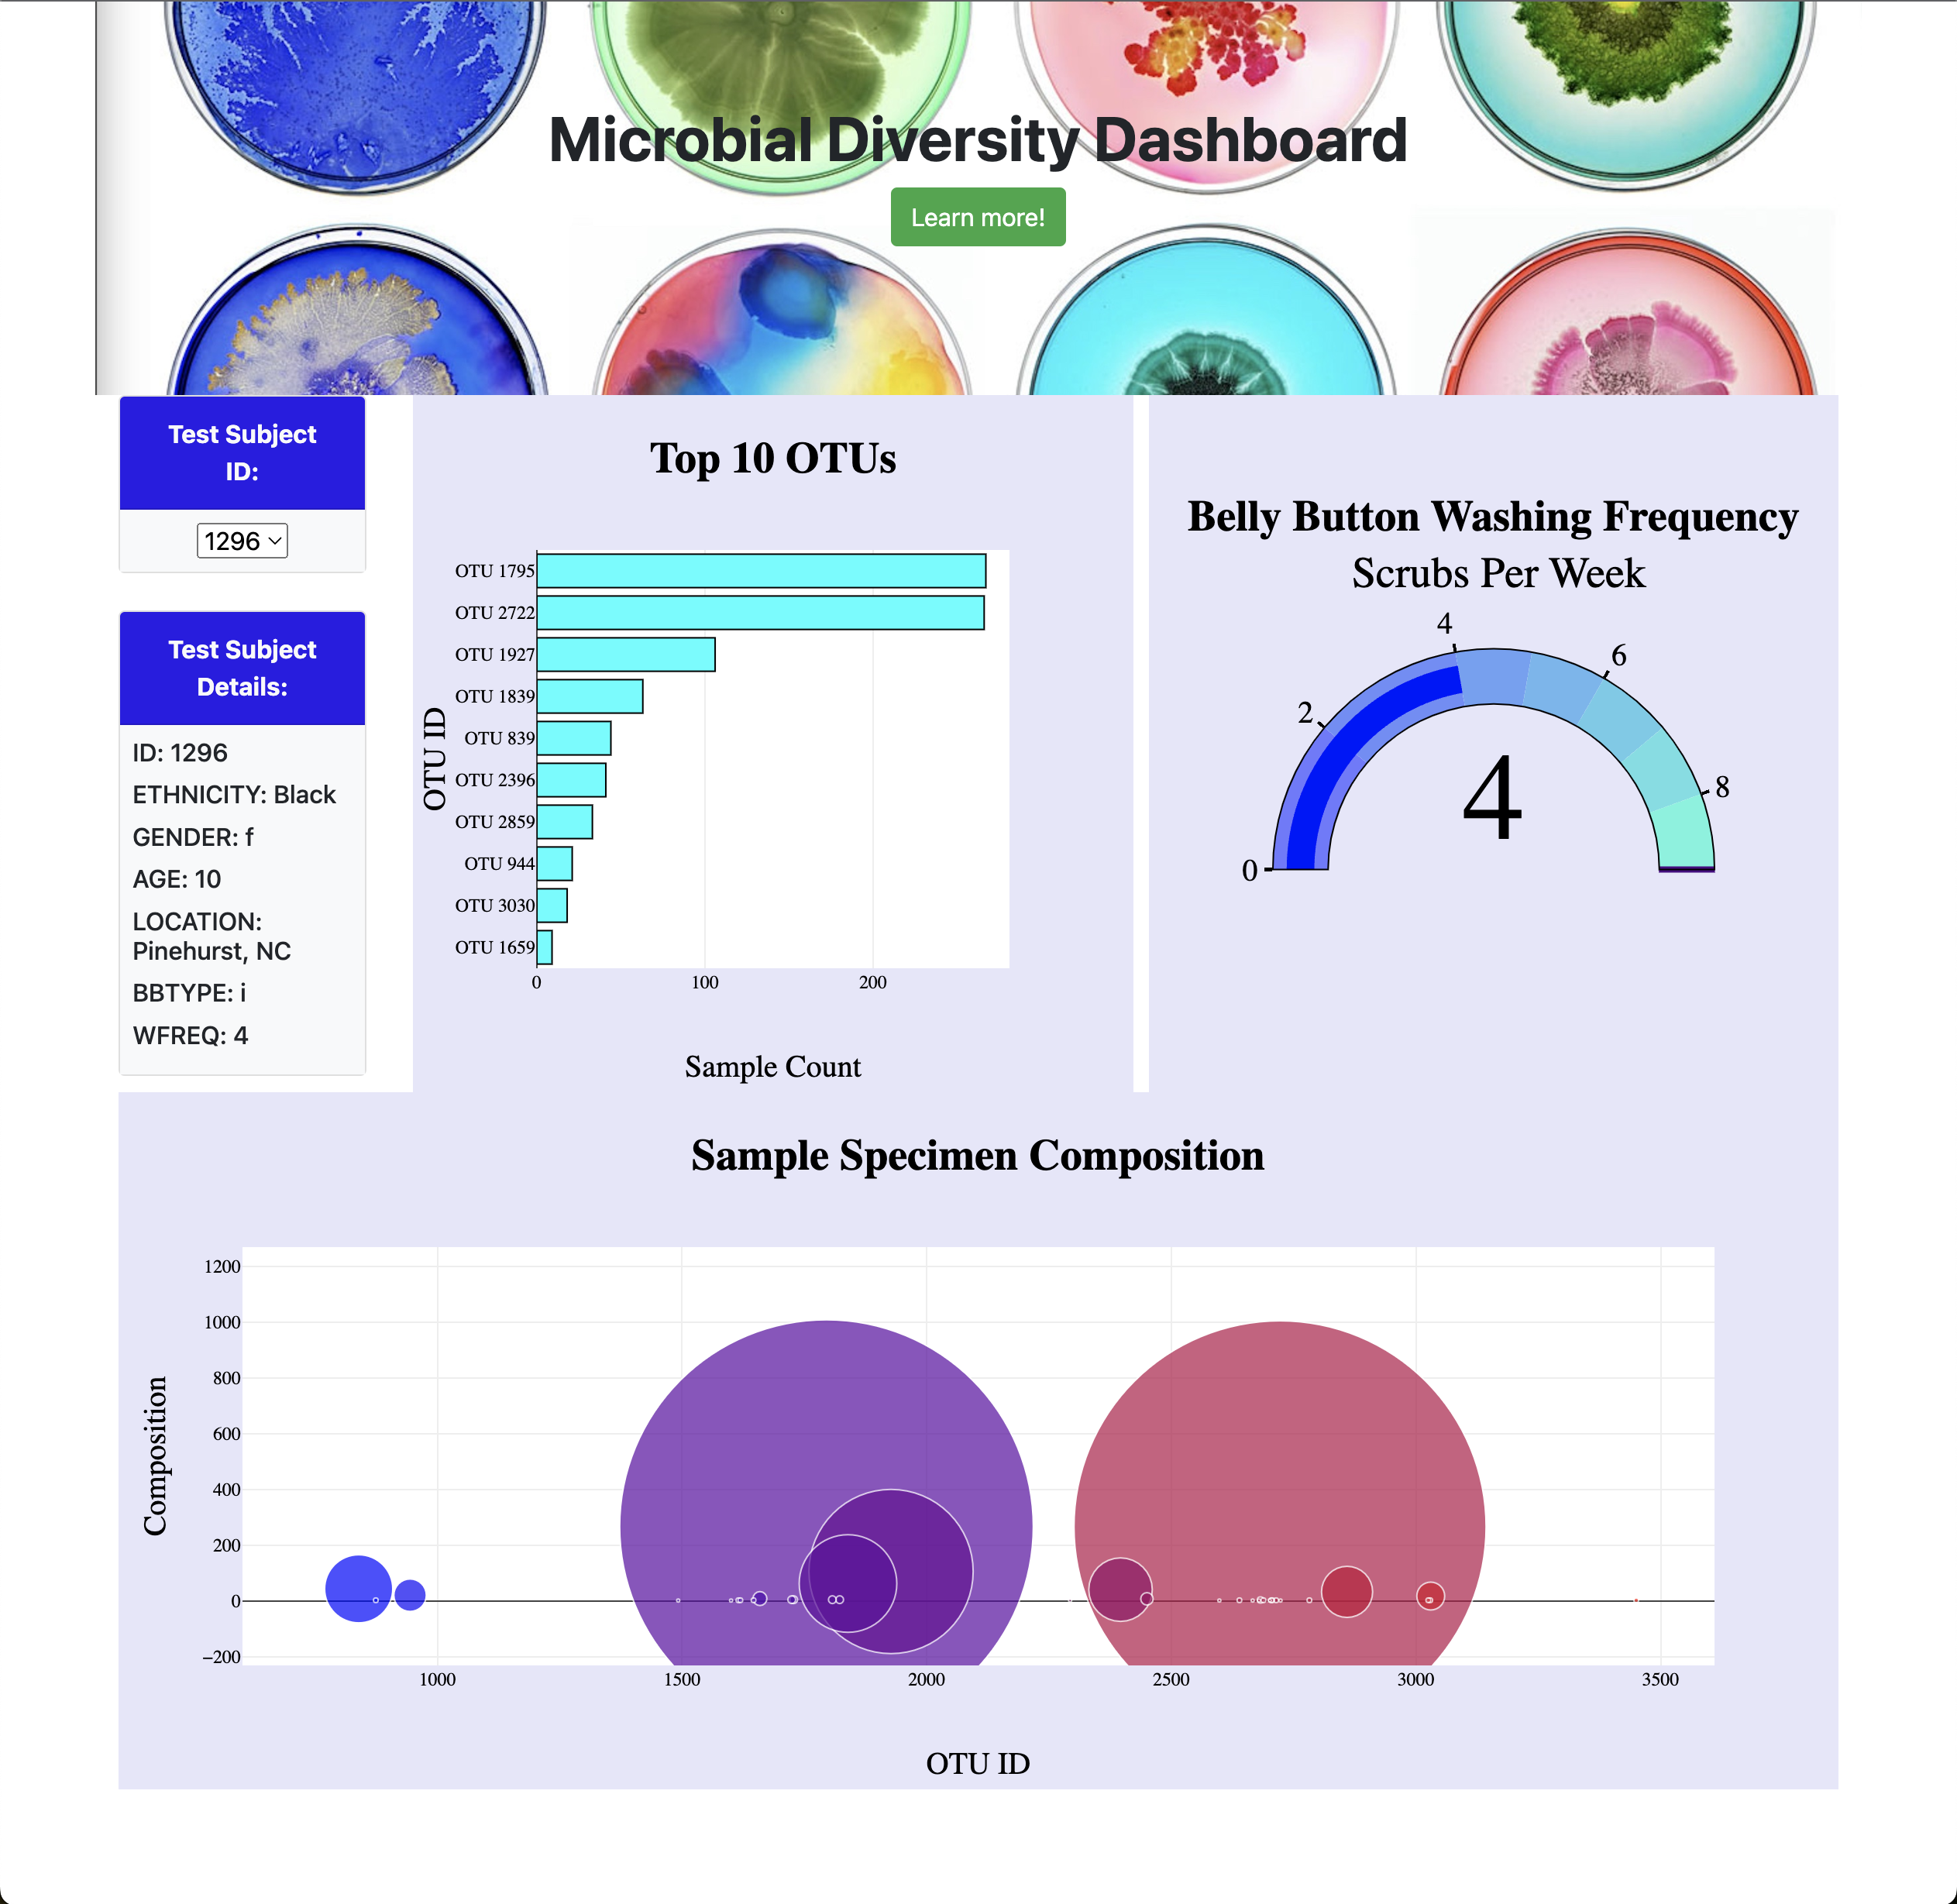 Microbial Diversity Dashboard
Learn more!
Test Subject
ID:
1296
Test Subject
Details:
ID: 1296
ETHNICITY: Black
GENDER: f
AGE: 10
LOCATION:
Pinehurst, NC
BBTYPE: i
WFREQ: 4
Top 10 OTUs
OTU ID
OTU 1795
OTU 2722
OTU 1927
OTU 1839
OTU 839
OTU 2396
OTU 2859
OTU 944
OTU 3030
OTU 1659
0 100 200
Sample Count
Belly Button Washing Frequency
Scrubs Per Week
0
2
4
6
8
4
Sample Specimen Composition
Composition
1200
1000
800
600
400
200
0
−200
1000 1500 2000 2500 3000 3500
OTU ID